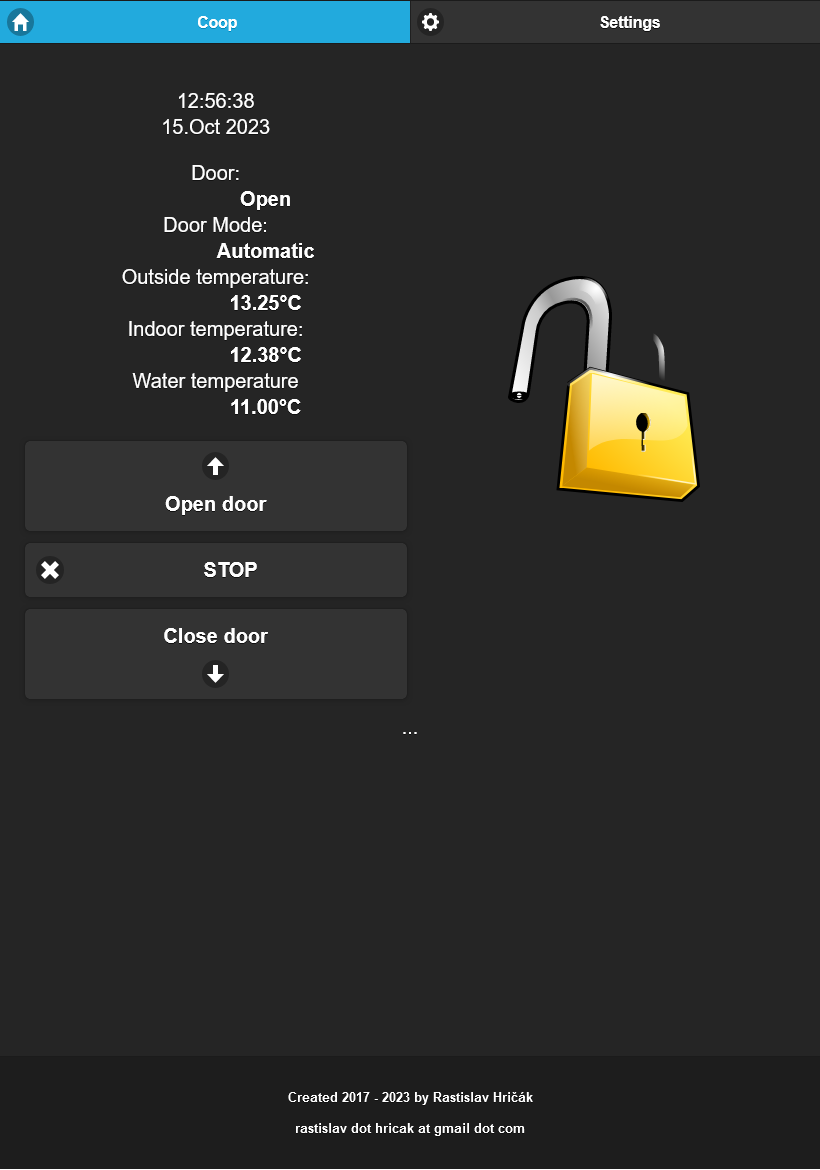 Coop
Settings
12:56:38
15.Oct 2023
Door:
Open
Door Mode:
Automatic
Outside temperature:
13.25°C
Indoor temperature:
12.38°C
Water temperature
11.00°C
Open door
STOP
Close door
...
Created 2017 - 2023 by Rastislav Hričák
rastislav dot hricak at gmail dot com